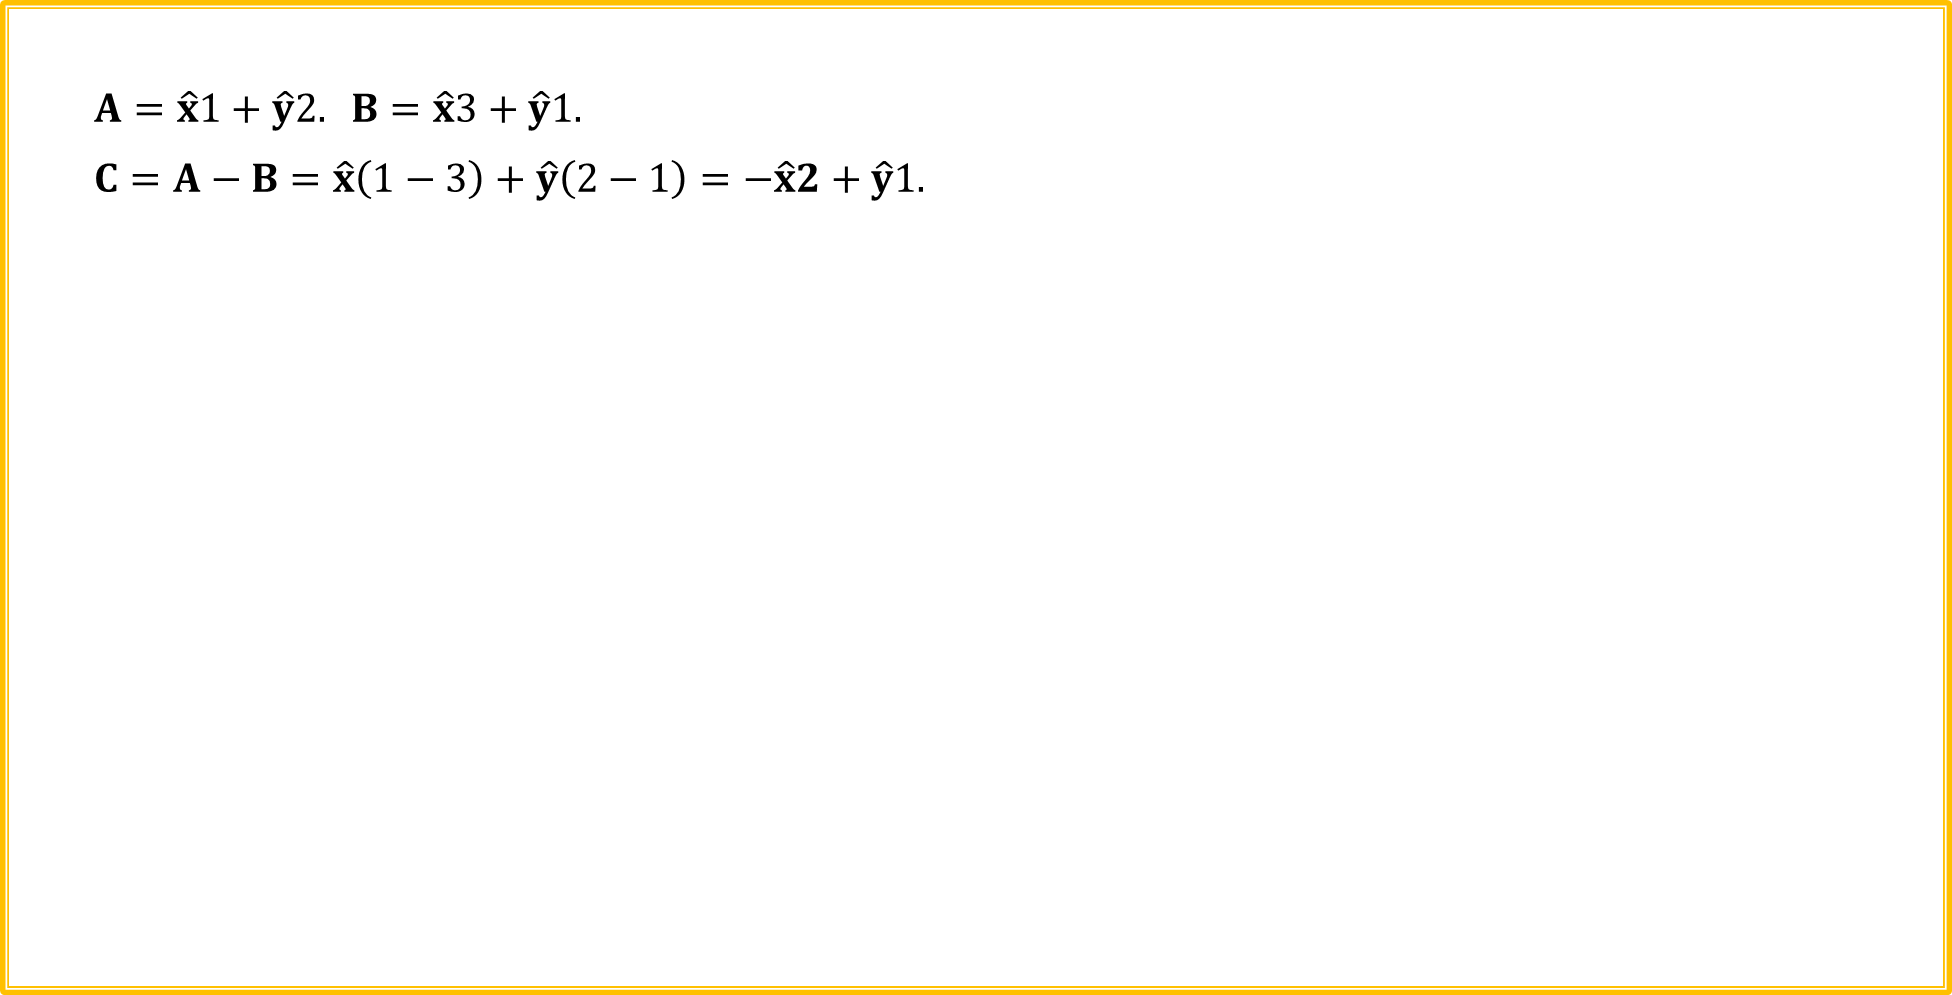 𝐀 = 𝐱̂1 + 𝐲̂2. 𝐁 = 𝐱̂3 + 𝐲̂1.
𝐂 = 𝐀 − 𝐁 = 𝐱̂(1 − 3) + 𝐲̂(2 − 1) = −𝐱̂𝟐 + 𝐲̂1.